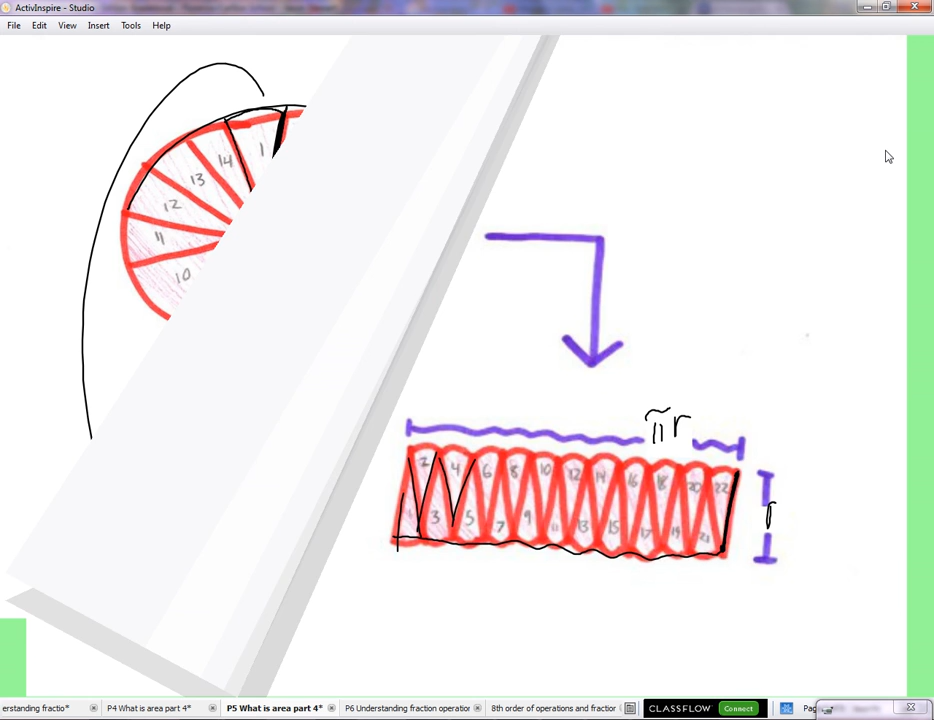 ActivInspire - Studio
File Edit View Insert Tools Help
14
13
12
11
10
πr
2 4 6 8 10 12 14 16 18 20 22
r
1 3 5 7 9 11 13 15 17 19 21
erstanding fractio* P4 What is area part 4* P5 What is area part 4* P6 Understanding fraction operation 8th order of operations and fraction CLASSFLOW Connect Pag